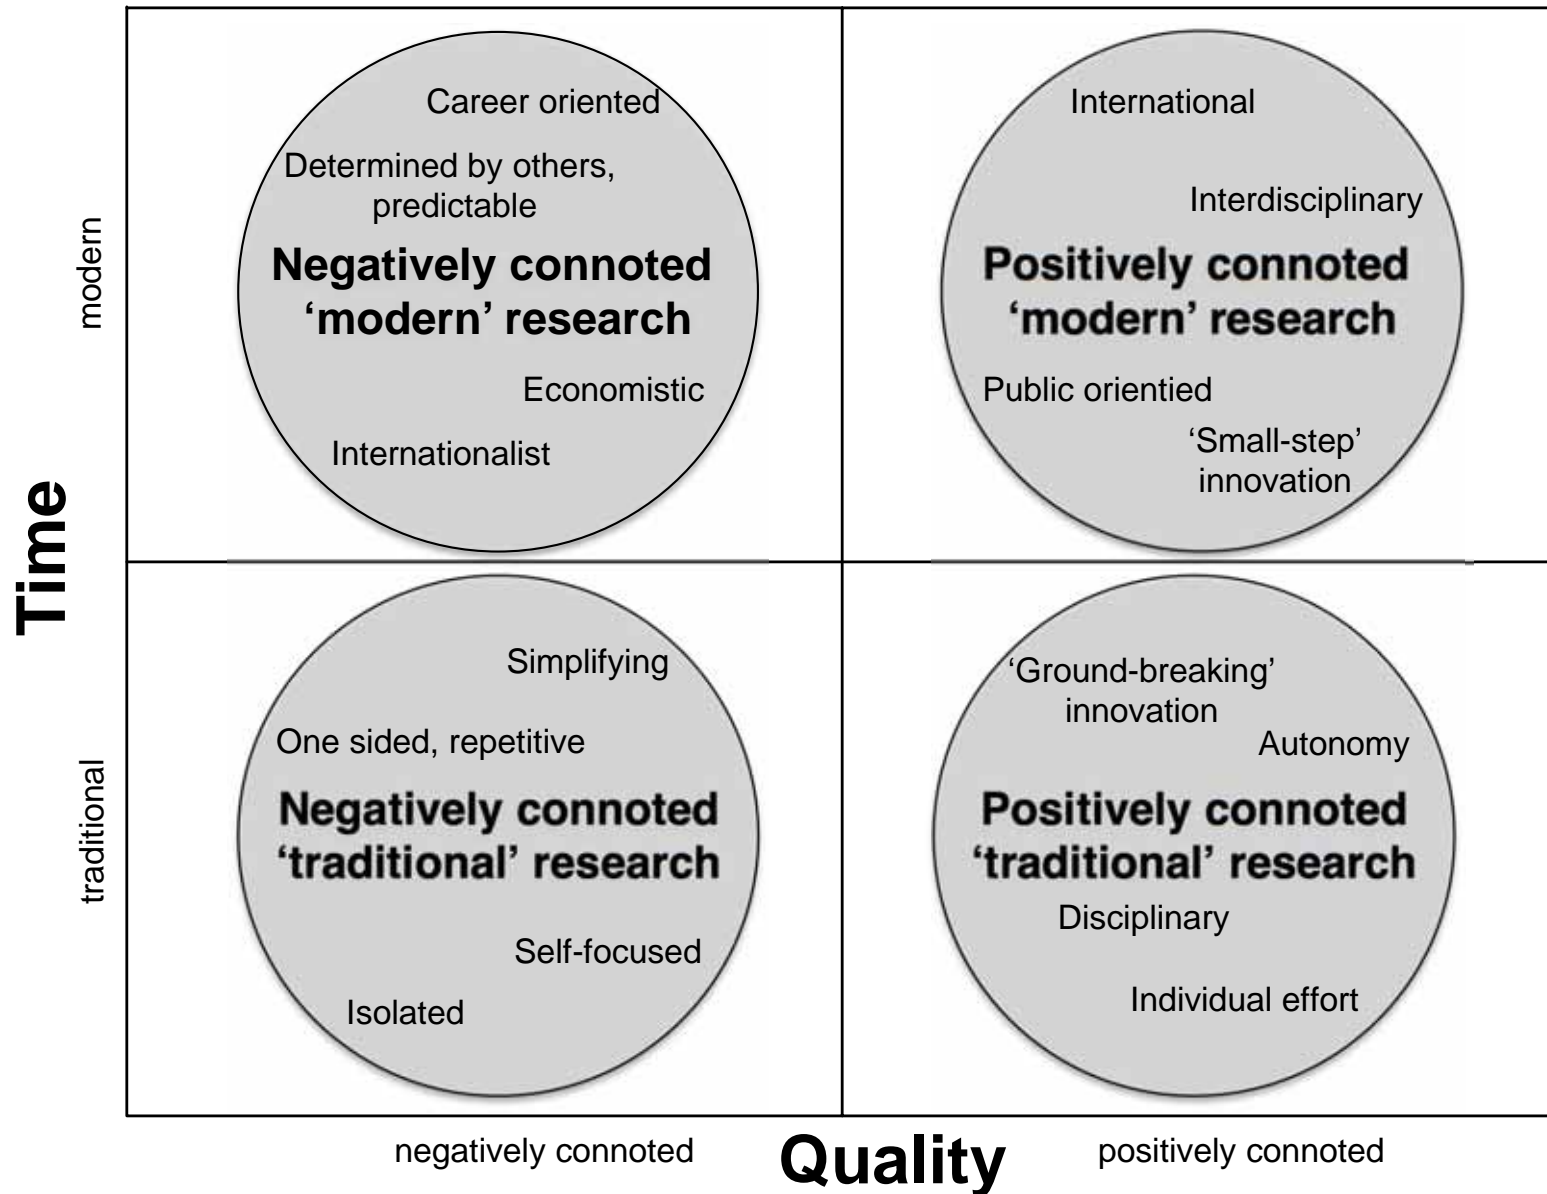 Time
modern
traditional
Career oriented
Determined by others,
predictable
Negatively connoted
‘modern’ research
Economistic
Internationalist
International
Interdisciplinary
Positively connoted
‘modern’ research
Public orientied
‘Small-step’
innovation
Simplifying
One sided, repetitive
Negatively connoted
‘traditional’ research
Self-focused
Isolated
‘Ground-breaking’
innovation
Autonomy
Positively connoted
‘traditional’ research
Disciplinary
Individual effort
negatively connoted
Quality
positively connoted